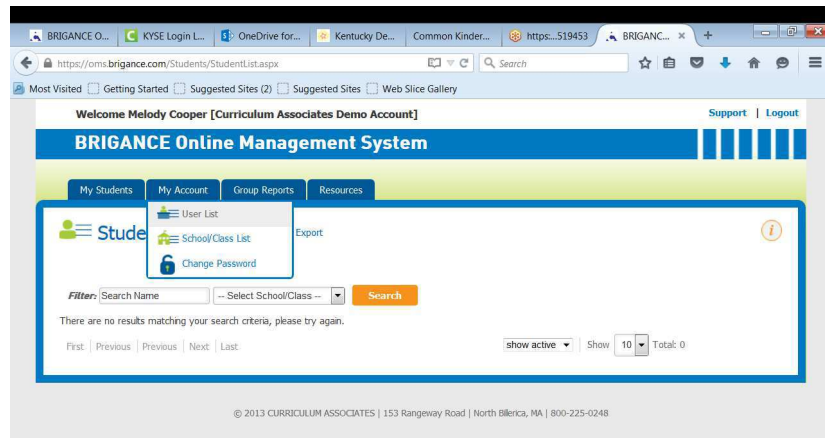 BRIGANCE O... KYSE Login L... OneDrive for... Kentucky De... Common Kinder... https:...519453 BRIGANC... × +
https://oms.brigance.com/Students/StudentList.aspx Search
Most Visited Getting Started Suggested Sites (2) Suggested Sites Web Slice Gallery
Welcome Melody Cooper [Curriculum Associates Demo Account] Support | Logout
BRIGANCE Online Management System
My Students My Account Group Reports Resources
User List
Stude Export
School/Class List
Change Password
Filter: Search Name -- Select School/Class -- Search
There are no results matching your search criteria, please try again.
First | Previous | Previous | Next | Last show active Show 10 Total: 0
© 2013 CURRICULUM ASSOCIATES | 153 Rangeway Road | North Billerica, MA | 800-225-0248